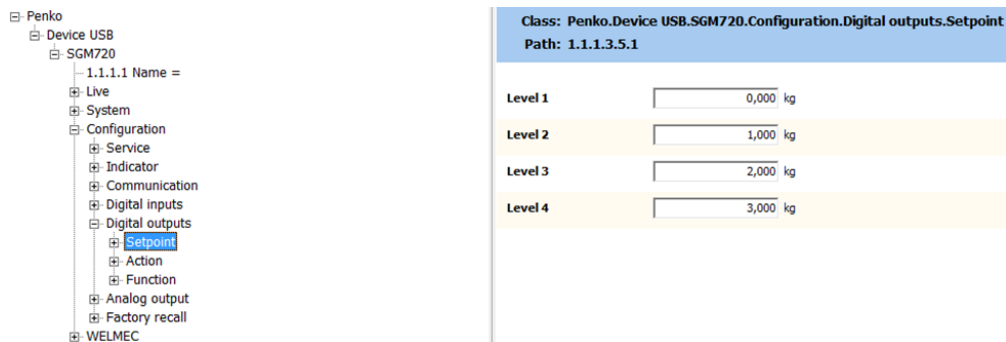 Penko
Device USB
SGM720
1.1.1.1 Name =
Live
System
Configuration
Service
Indicator
Communication
Digital inputs
Digital outputs
Setpoint
Action
Function
Analog output
Factory recall
WELMEC
Class: Penko.Device USB.SGM720.Configuration.Digital outputs.Setpoint
Path: 1.1.1.3.5.1
Level 1 0,000 kg
Level 2 1,000 kg
Level 3 2,000 kg
Level 4 3,000 kg